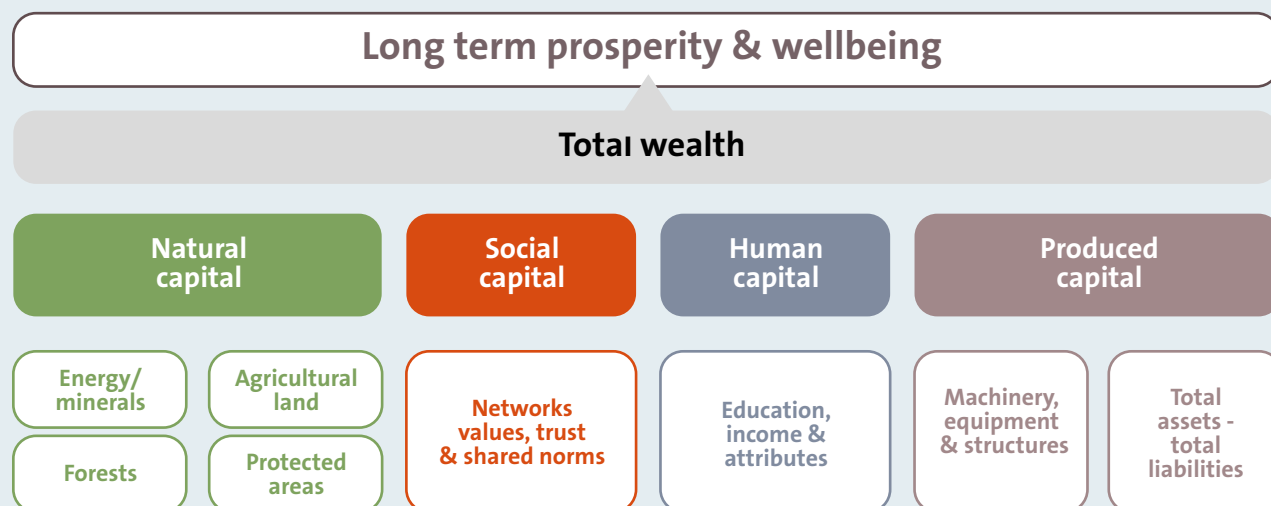 Long term prosperity & wellbeing
Total wealth
Natural
capital
Social
capital
Human
capital
Produced
capital
Energy/
minerals
Agricultural
land
Forests
Protected
areas
Networks
values, trust
& shared norms
Education,
income &
attributes
Machinery,
equipment
& structures
Total
assets -
total
liabilities